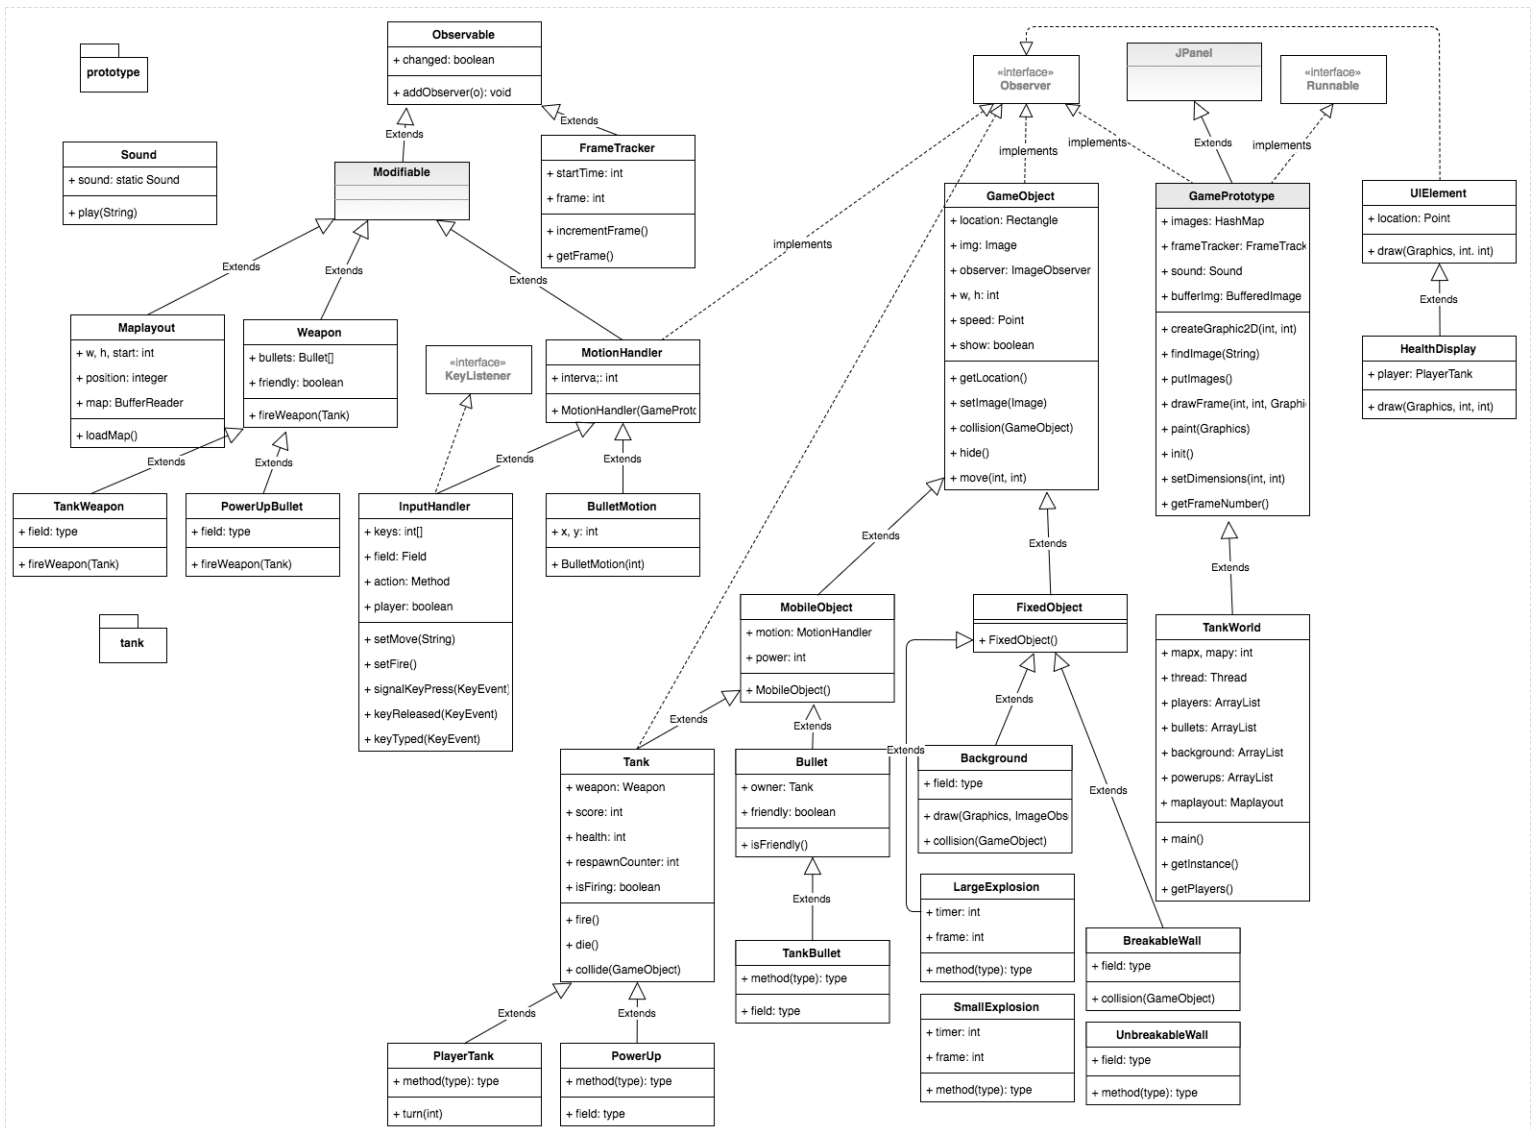 prototype
Observable
+ changed: boolean
+ addObserver(o): void
Extends
Extends
«interface»
Observer
JPanel
«interface»
Runnable
Sound
+ sound: static Sound
+ play(String)
Modifiable
FrameTracker
+ startTime: int
+ frame: int
+ incrementFrame()
+ getFrame()
implements
implements
Extends
implements
implements
GameObject
+ location: Rectangle
+ img: Image
+ observer: ImageObserver
+ w, h: int
+ speed: Point
+ show: boolean
+ getLocation()
+ setImage(Image)
+ collision(GameObject)
+ hide()
+ move(int, int)
GamePrototype
+ images: HashMap
+ frameTracker: FrameTrack
+ sound: Sound
+ bufferImg: BufferedImage
+ createGraphic2D(int, int)
+ findImage(String)
+ putImages()
+ drawFrame(int, int, Graphi
+ paint(Graphics)
+ init()
+ setDimensions(int, int)
+ getFrameNumber()
UIElement
+ location: Point
+ draw(Graphics, int. int)
Extends
HealthDisplay
+ player: PlayerTank
+ draw(Graphics, int, int)
Extends
Extends
Extends
Maplayout
+ w, h, start: int
+ position: integer
+ map: BufferReader
+ loadMap()
Weapon
+ bullets: Bullet[]
+ friendly: boolean
+ fireWeapon(Tank)
«interface»
KeyListener
MotionHandler
+ interva;: int
+ MotionHandler(GameProto
Extends
Extends
Extends
Extends
TankWeapon
+ field: type
+ fireWeapon(Tank)
PowerUpBullet
+ field: type
+ fireWeapon(Tank)
InputHandler
+ keys: int[]
+ field: Field
+ action: Method
+ player: boolean
+ setMove(String)
+ setFire()
+ signalKeyPress(KeyEvent)
+ keyReleased(KeyEvent)
+ keyTyped(KeyEvent)
BulletMotion
+ x, y: int
+ BulletMotion(int)
Extends
Extends
Extends
tank
MobileObject
+ motion: MotionHandler
+ power: int
+ MobileObject()
FixedObject
+ FixedObject()
TankWorld
+ mapx, mapy: int
+ thread: Thread
+ players: ArrayList
+ bullets: ArrayList
+ background: ArrayList
+ powerups: ArrayList
+ maplayout: Maplayout
+ main()
+ getInstance()
+ getPlayers()
Extends
Extends
Extends
Extends
Extends
Tank
+ weapon: Weapon
+ score: int
+ health: int
+ respawnCounter: int
+ isFiring: boolean
+ fire()
+ die()
+ collide(GameObject)
Bullet
+ owner: Tank
+ friendly: boolean
+ isFriendly()
Background
+ field: type
+ draw(Graphics, ImageObs
+ collision(GameObject)
Extends
LargeExplosion
+ timer: int
+ frame: int
+ method(type): type
BreakableWall
+ field: type
+ collision(GameObject)
TankBullet
+ method(type): type
+ field: type
SmallExplosion
+ timer: int
+ frame: int
+ method(type): type
UnbreakableWall
+ field: type
+ method(type): type
Extends
Extends
PlayerTank
+ method(type): type
+ turn(int)
PowerUp
+ method(type): type
+ field: type